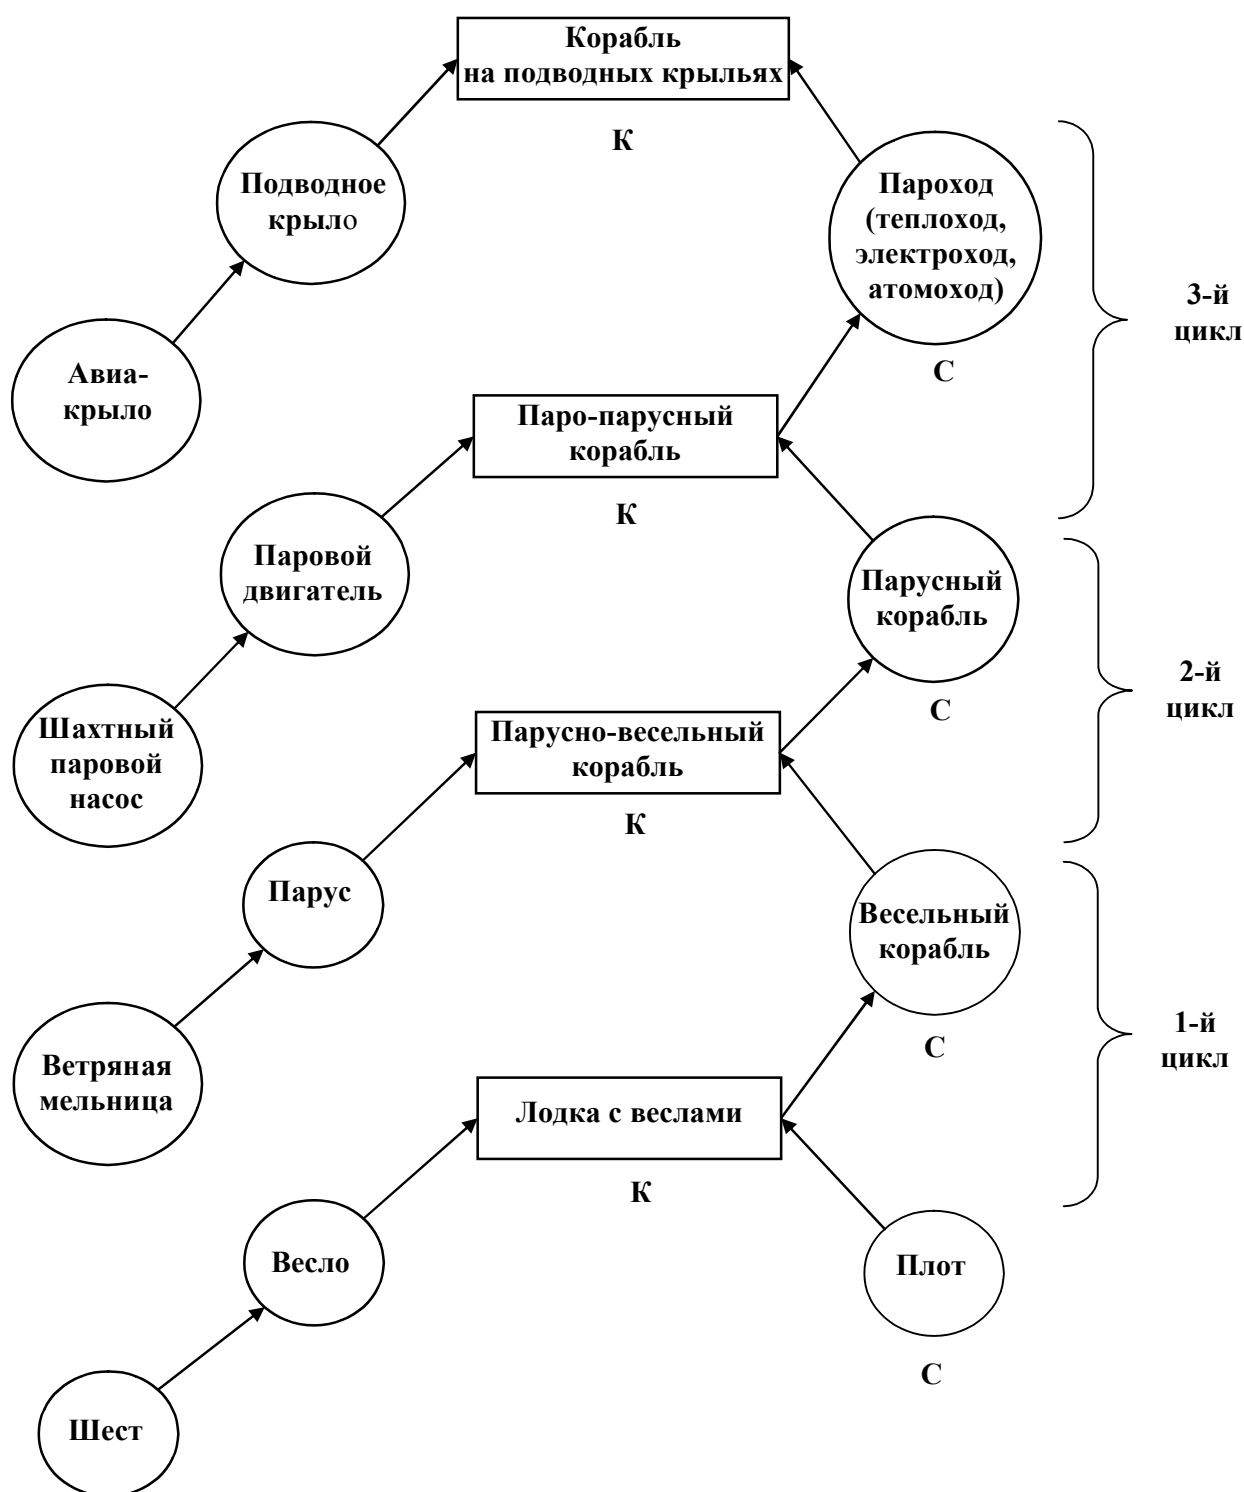 Корабль
на подводных крыльях
К
Подводное
крыло
Пароход
(теплоход,
электроход,
атомоход)
С
3-й
цикл
Авиа-
крыло
Паро-парусный
корабль
К
Паровой
двигатель
Парусный
корабль
С
2-й
цикл
Шахтный
паровой
насос
Парусно-весельный
корабль
К
Парус
Весельный
корабль
С
1-й
цикл
Ветряная
мельница
Лодка с веслами
К
Весло
Плот
С
Шест